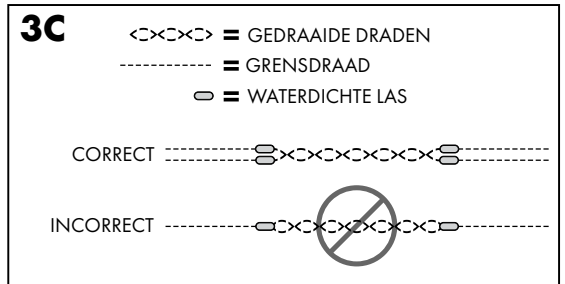 3C
= GEDRAAIDE DRADEN
= GRENSDRAAD
= WATERDICHTE LAS
CORRECT
INCORRECT